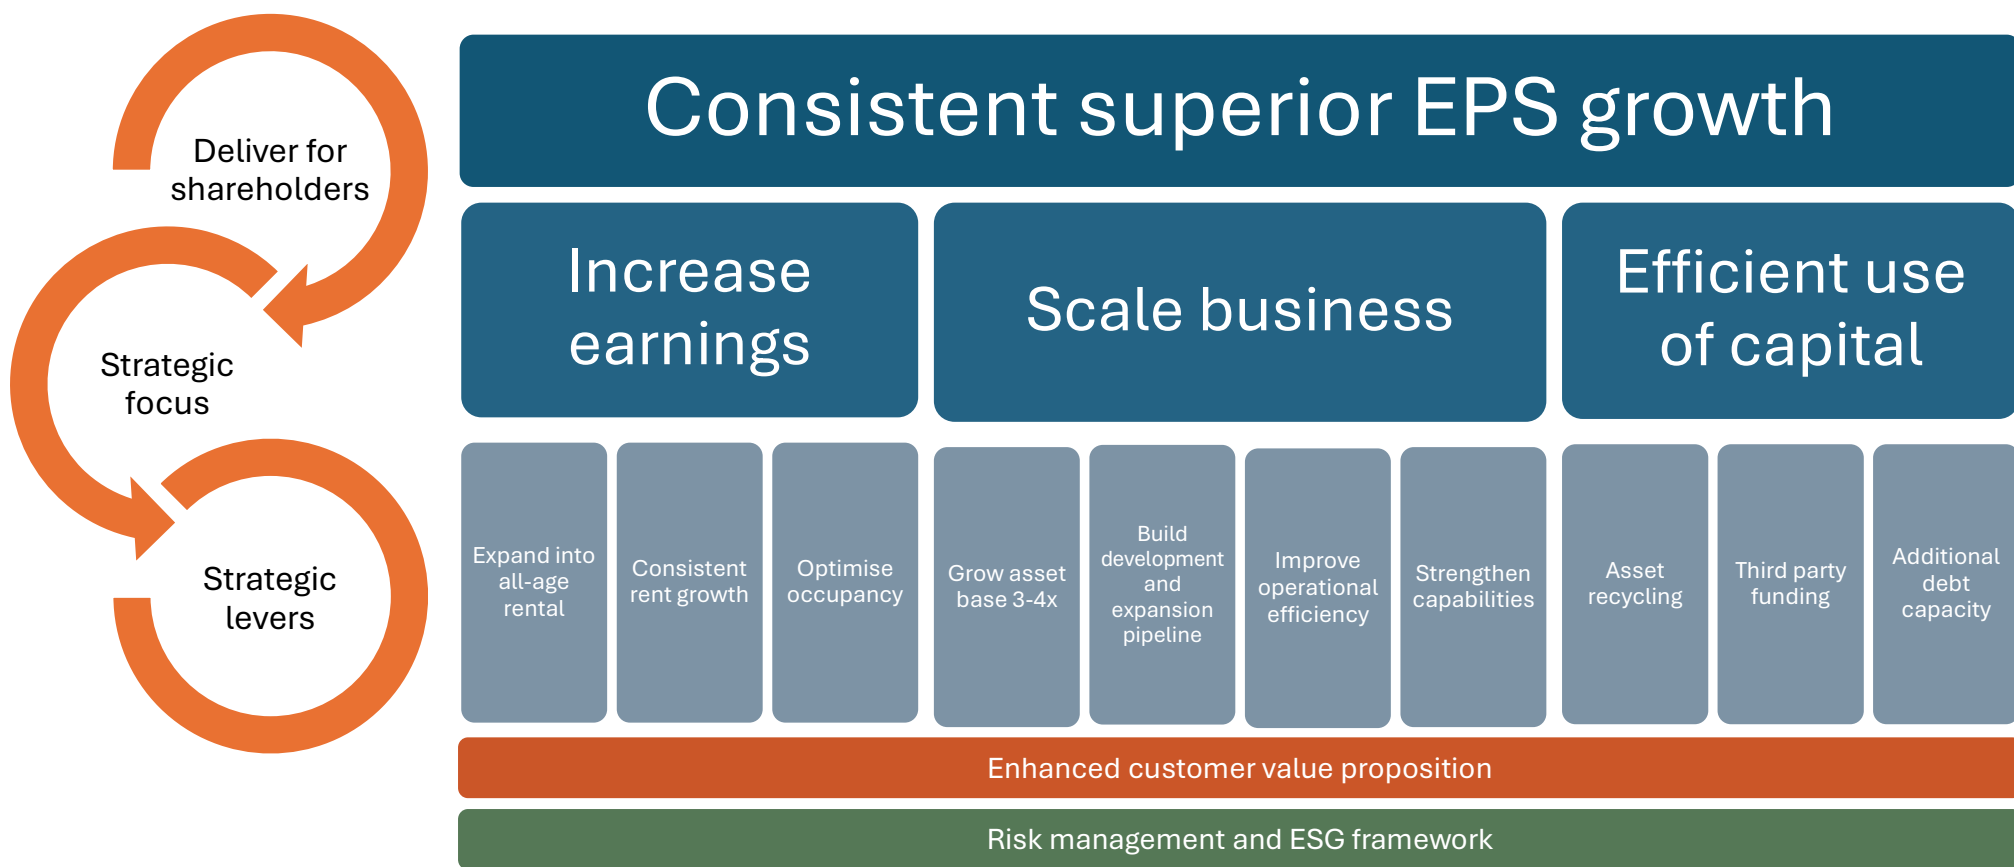 Deliver for
shareholders
Strategic
focus
Strategic
levers
Consistent superior EPS growth
Increase
earnings
Scale business
Efficient use
of capital
Expand into
all-age
rental
Consistent
rent growth
Optimise
occupancy
Grow asset
base 3-4x
Build
development
and
expansion
pipeline
Improve
operational
efficiency
Strengthen
capabilities
Asset
recycling
Third party
funding
Additional
debt
capacity
Enhanced customer value proposition
Risk management and ESG framework